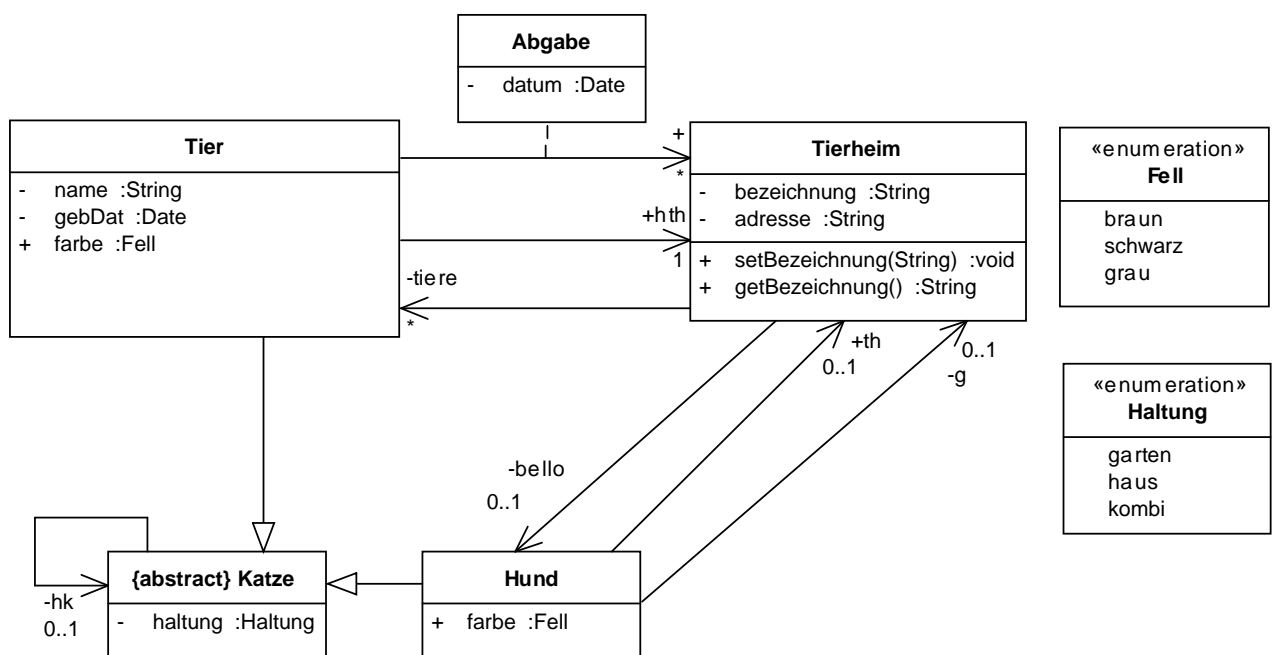 Abgabe
- datum :Date
Tier
- name :String
- gebDat :Date
+ farbe :Fell
+
*
+hth
1
-tiere
*
Tierheim
- bezeichnung :String
- adresse :String
+ setBezeichnung(String) :void
+ getBezeichnung() :String
«enumeration»
Fell
braun
schwarz
grau
+th
0..1
0..1
-g
«enumeration»
Haltung
garten
haus
kombi
-bello
0..1
-hk
0..1
{abstract} Katze
- haltung :Haltung
Hund
+ farbe :Fell